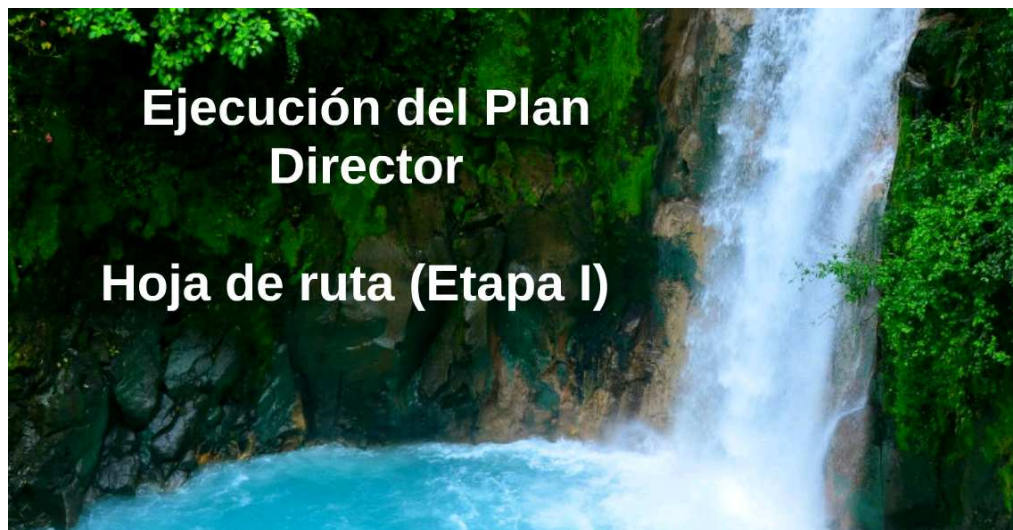 Ejecución del Plan
Director
Hoja de ruta (Etapa I)